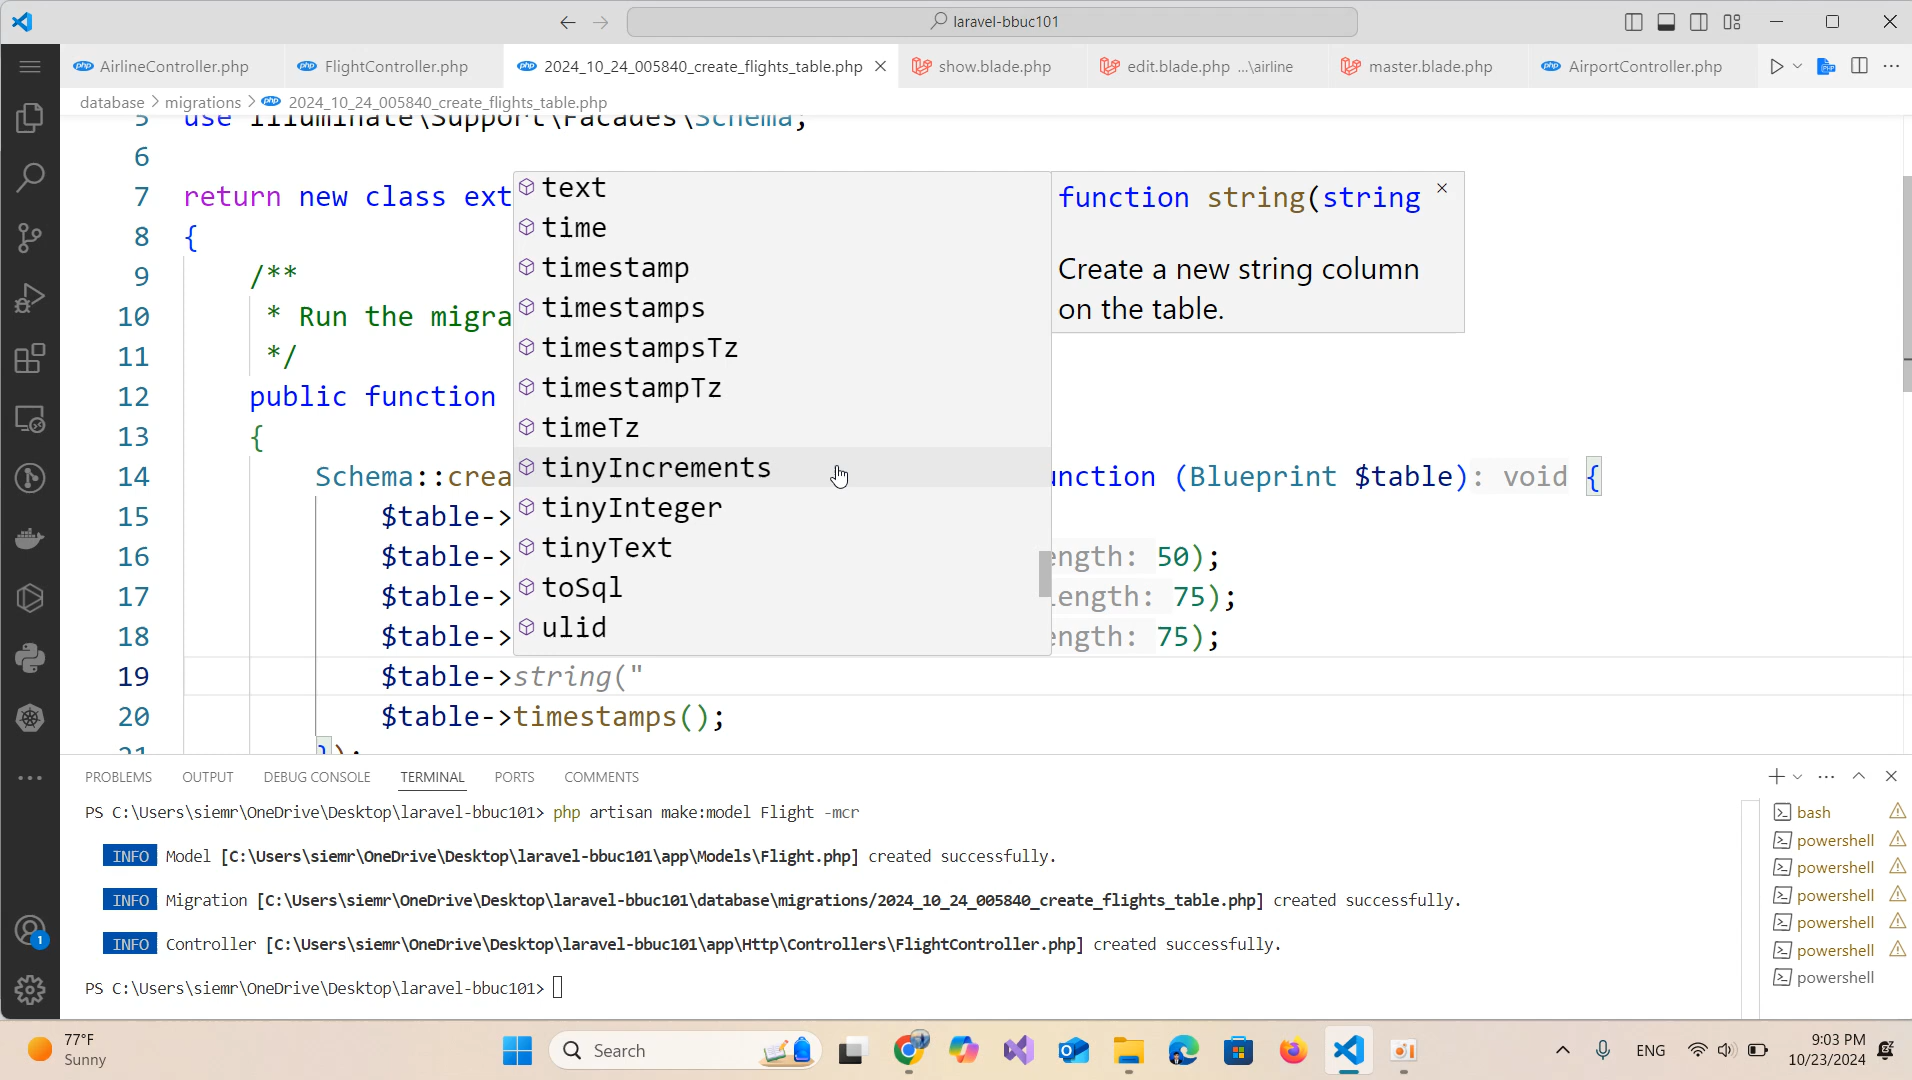 laravel-bbuc101
AirlineController.php
FlightController.php
2024_10_24_005840_create_flights_table.php
show.blade.php
edit.blade.php ...\airline
master.blade.php
AirportController.php
database > migrations > 2024_10_24_005840_create_flights_table.php
5 use Illuminate\Support\Facades\Schema;
6
7 return new class ext
8 {
9 /**
10 * Run the migra
11 */
12 public function
13 {
14 Schema::crea unction (Blueprint $table): void {
15 $table->
16 $table-> ength: 50);
17 $table-> length: 75);
18 $table-> ength: 75);
19 $table->string("
20 $table->timestamps();
21 });
text
time
timestamp
timestamps
timestampsTz
timestampTz
timeTz
tinyIncrements
tinyInteger
tinyText
toSql
ulid
function string(string
Create a new string column
on the table.
PROBLEMS OUTPUT DEBUG CONSOLE TERMINAL PORTS COMMENTS
PS C:\Users\siemr\OneDrive\Desktop\laravel-bbuc101> php artisan make:model Flight -mcr
INFO Model [C:\Users\siemr\OneDrive\Desktop\laravel-bbuc101\app\Models\Flight.php] created successfully.
INFO Migration [C:\Users\siemr\OneDrive\Desktop\laravel-bbuc101\database\migrations/2024_10_24_005840_create_flights_table.php] created successfully.
INFO Controller [C:\Users\siemr\OneDrive\Desktop\laravel-bbuc101\app\Http\Controllers\FlightController.php] created successfully.
PS C:\Users\siemr\OneDrive\Desktop\laravel-bbuc101>
bash
powershell
powershell
powershell
powershell
powershell
powershell
1
77°F
Sunny
Search
ENG
9:03 PM
10/23/2024